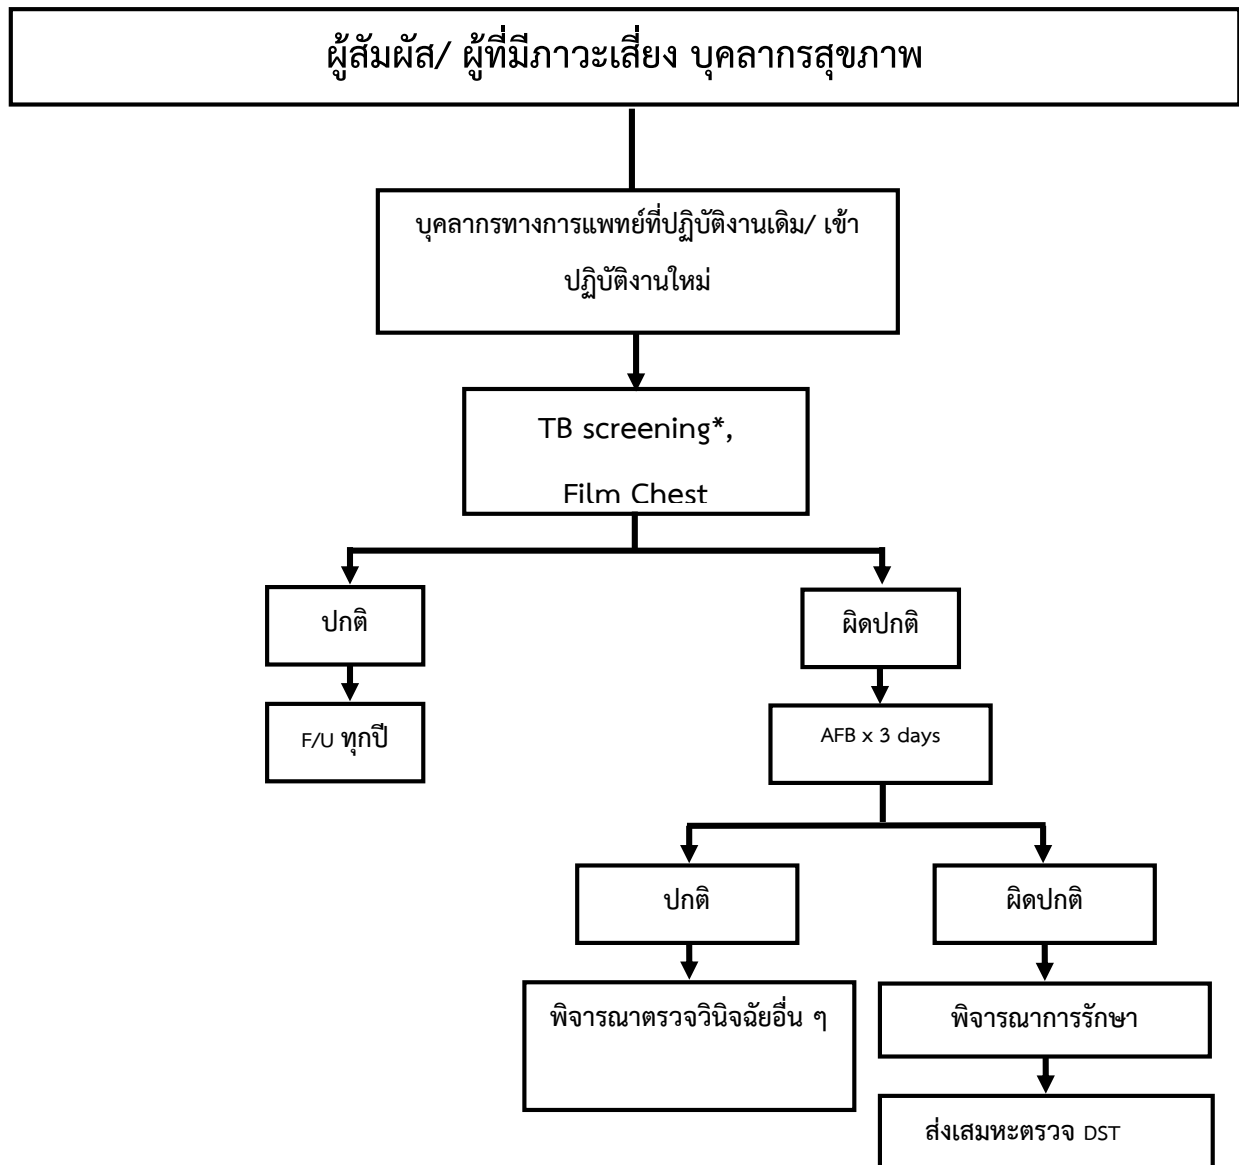 ผู้สัมผัส/ ผู้ที่มีภาวะเสี่ยง บุคลากรสุขภาพ
บุคลากรทางการแพทย์ที่ปฏิบัติงานเดิม/ เข้า
ปฏิบัติงานใหม่
TB screening*,
Film Chest
ปกติ
ผิดปกติ
F/U ทุกปี
AFB x 3 days
ปกติ
ผิดปกติ
พิจารณาตรวจวินิจฉัยอื่น ๆ
พิจารณาการรักษา
ส่งเสมหะตรวจ DST